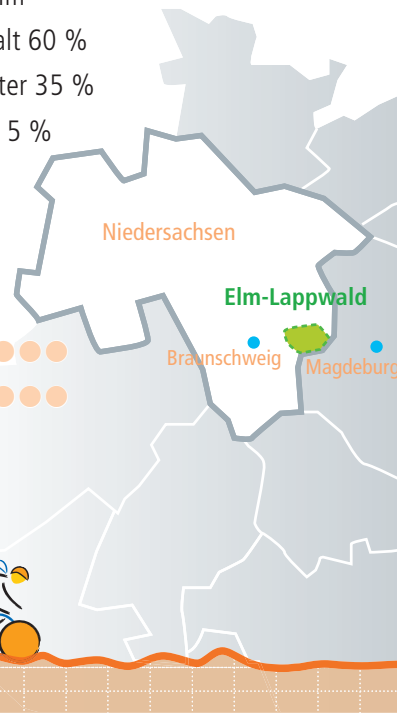 alt 60 %
ter 35 %
5 %
Niedersachsen
Elm-Lappwald
Braunschweig
Magdeburg